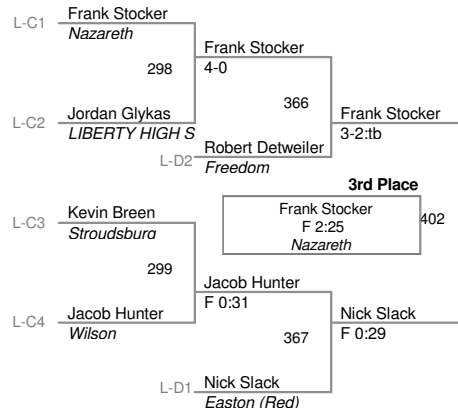 L-C1
Frank Stocker
Nazareth
298
Frank Stocker
4-0
L-C2
Jordan Glykas
LIBERTY HIGH S
366
Frank Stocker
3-2:tb
L-D2
Robert Detweiler
Freedom
3rd Place
Frank Stocker
F 2:25
Nazareth
402
L-C3
Kevin Breen
Stroudsburg
299
Jacob Hunter
F 0:31
L-C4
Jacob Hunter
Wilson
367
Nick Slack
F 0:29
L-D1
Nick Slack
Easton (Red)